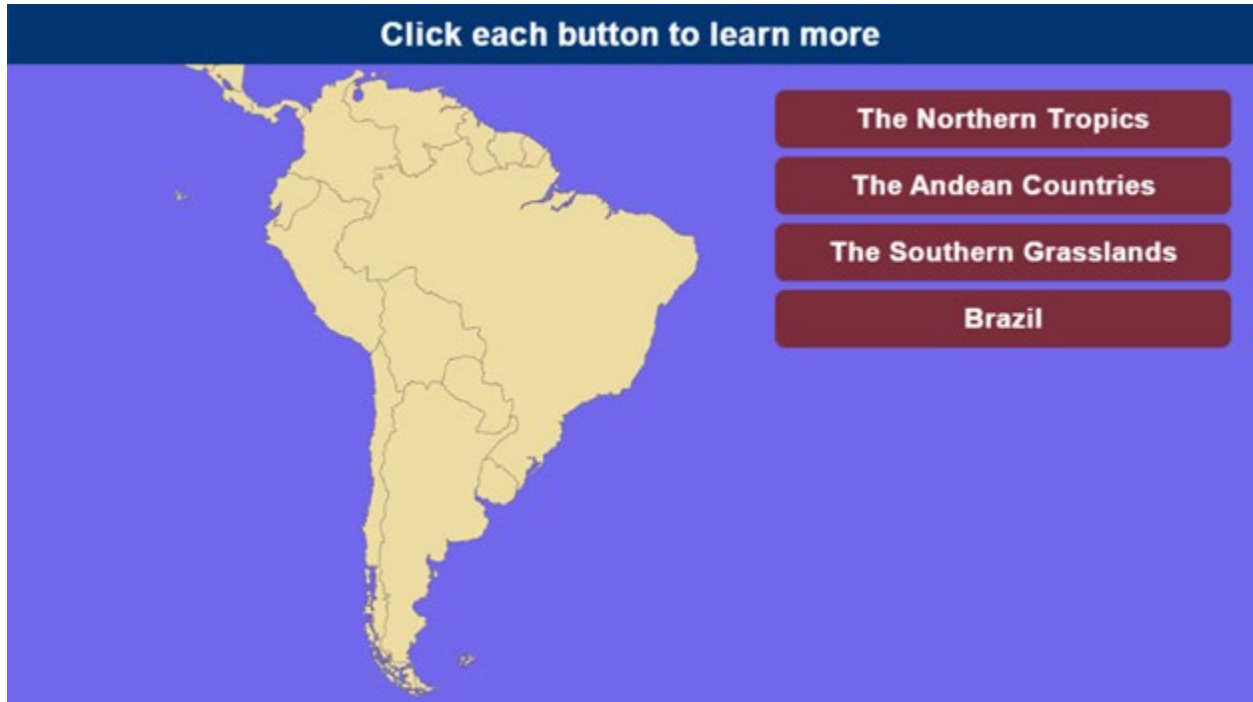 Click each button to learn more
The Northern Tropics
The Andean Countries
The Southern Grasslands
Brazil